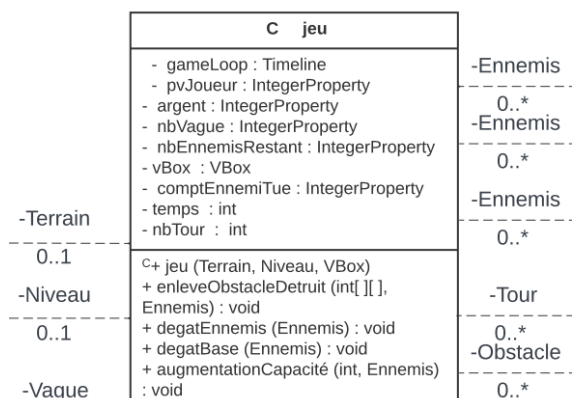 C jeu
- gameLoop : Timeline
- pvJoueur : IntegerProperty
- argent : IntegerProperty
- nbVague : IntegerProperty
- nbEnnemisRestant : IntegerProperty
- vBox : VBox
- comptEnnemiTue : IntegerProperty
- temps : int
- nbTour : int
C+ jeu (Terrain, Niveau, VBox)
+ enleveObstacleDetruit (int[ ][ ],
Ennemis) : void
+ degatEnnemis (Ennemis) : void
+ degatBase (Ennemis) : void
+ augmentationCapacité (int, Ennemis)
: void
-Terrain
0..1
-Niveau
0..1
-Vague
-Ennemis
0..*
-Ennemis
0..*
-Ennemis
0..*
-Tour
0..*
-Obstacle
0..*